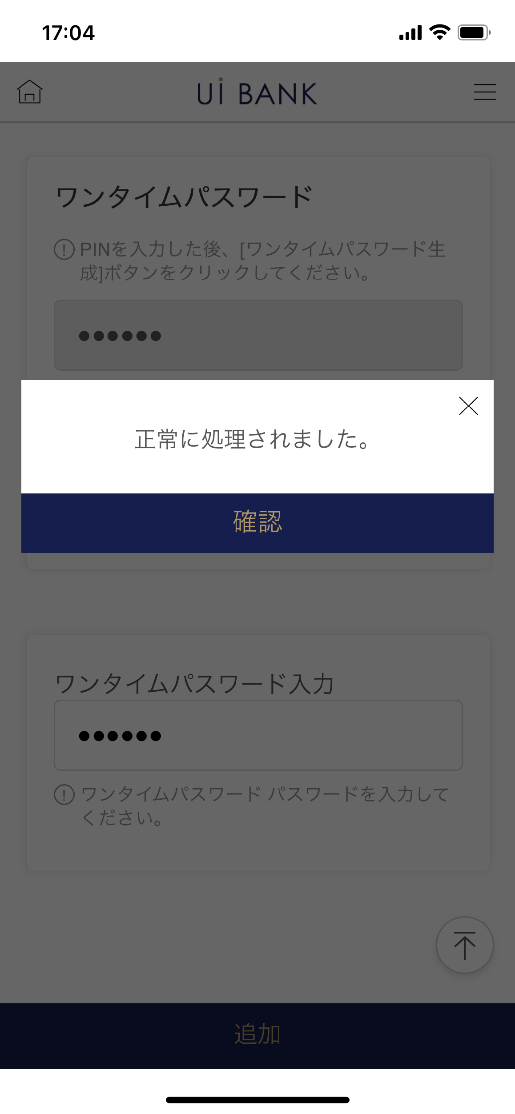 17:04
UI BANK
ワンタイムパスワード
PINを入力した後、[ワンタイムパスワード生
成]ボタンをクリックしてください。
●●●●●●
正常に処理されました。
確認
ワンタイムパスワード入力
●●●●●●
ワンタイムパスワード パスワードを入力して
ください。
追加